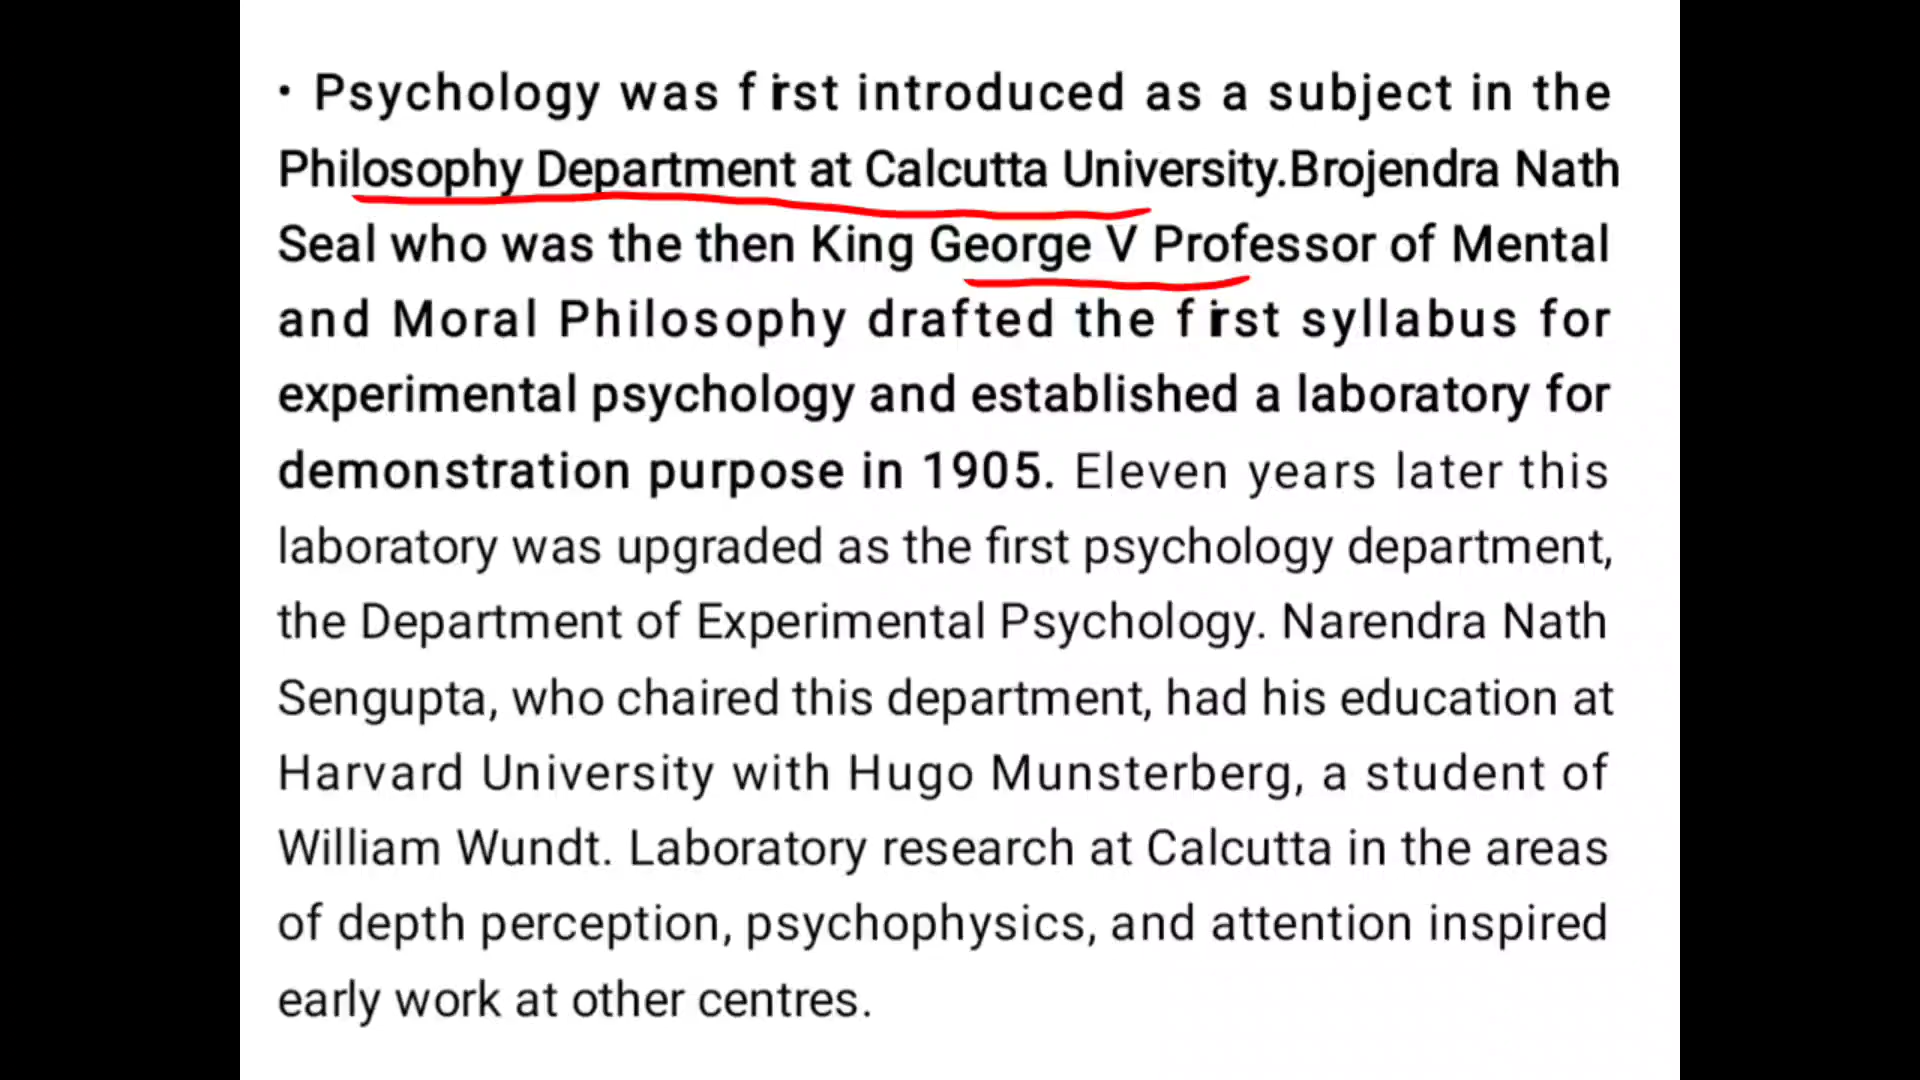 • Psychology was first introduced as a subject in the
Philosophy Department at Calcutta University.Brojendra Nath
Seal who was the then King George V Professor of Mental
and Moral Philosophy drafted the first syllabus for
experimental psychology and established a laboratory for
demonstration purpose in 1905. Eleven years later this
laboratory was upgraded as the first psychology department,
the Department of Experimental Psychology. Narendra Nath
Sengupta, who chaired this department, had his education at
Harvard University with Hugo Munsterberg, a student of
William Wundt. Laboratory research at Calcutta in the areas
of depth perception, psychophysics, and attention inspired
early work at other centres.